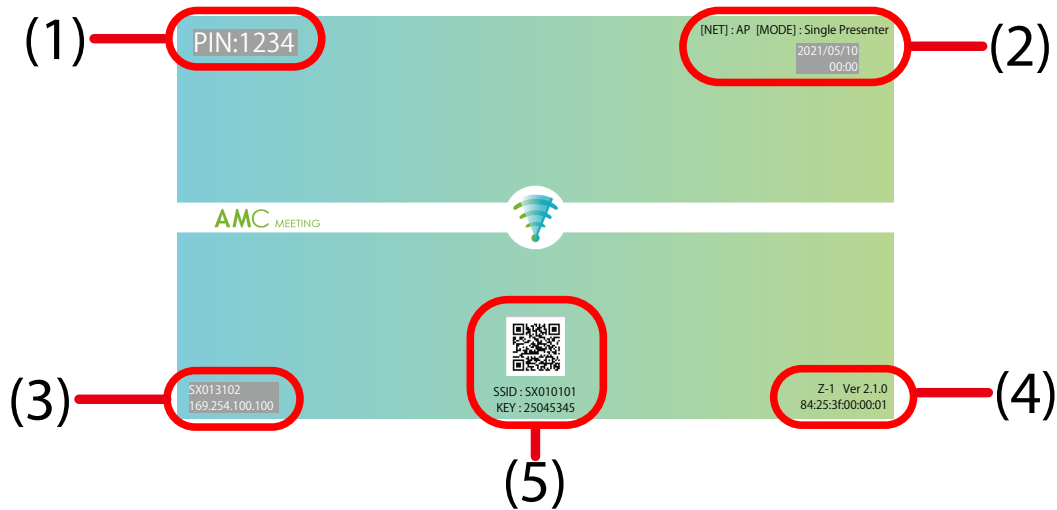 (1)
PIN:1234
[NET] : AP [MODE] : Single Presenter
2021/05/10
00:00
(2)
AMC MEETING
(3)
SX013102
169.254.100.100
SSID : SX010101
KEY : 25045345
Z-1 Ver 2.1.0
84:25:3f:00:00:01
(4)
(5)